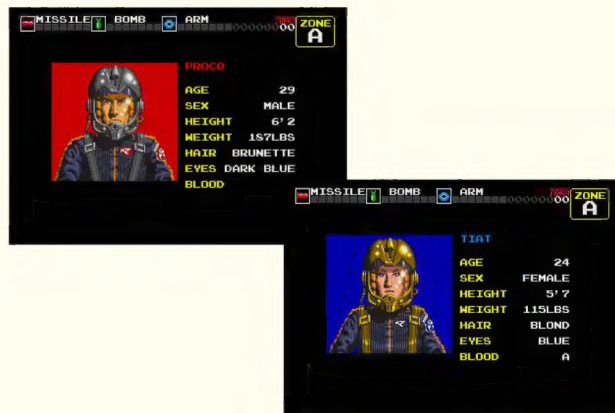 MISSILE BOMB ARM 00 ZONE
A
PROCO
AGE 29
SEX MALE
HEIGHT 6'2
WEIGHT 187LBS
HAIR BRUNETTE
EYES DARK BLUE
BLOOD
MISSILE BOMB ARM 00 ZONE
A
TIAT
AGE 24
SEX FEMALE
HEIGHT 5'7
WEIGHT 115LBS
HAIR BLOND
EYES BLUE
BLOOD A